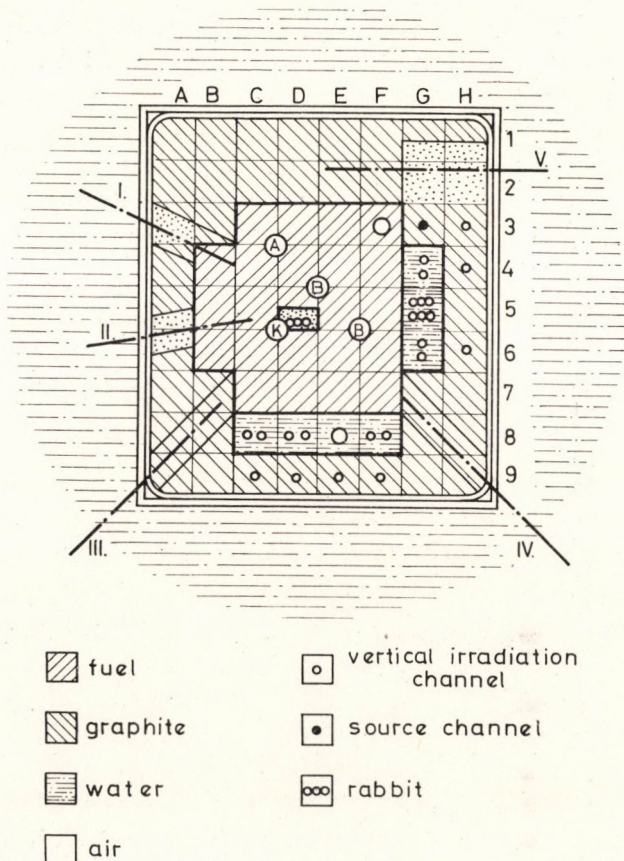 A B C D E F G H
1
V.
2
I.
3
A
4
B
5
II.
K B
6
7
8
9
III.
IV.
fuel
vertical irradiation
channel
graphite
source channel
water
rabbit
air